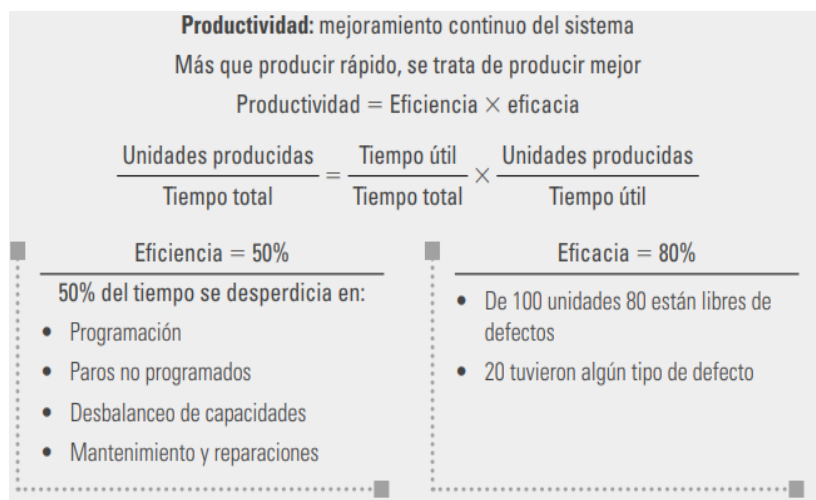 Productividad: mejoramiento continuo del sistema
Más que producir rápido, se trata de producir mejor
Productividad = Eficiencia × eficacia
Unidades producidas / Tiempo total = Tiempo útil / Tiempo total × Unidades producidas / Tiempo útil
Eficiencia = 50%
50% del tiempo se desperdicia en:
• Programación
• Paros no programados
• Desbalanceo de capacidades
• Mantenimiento y reparaciones
Eficacia = 80%
• De 100 unidades 80 están libres de
defectos
• 20 tuvieron algún tipo de defecto